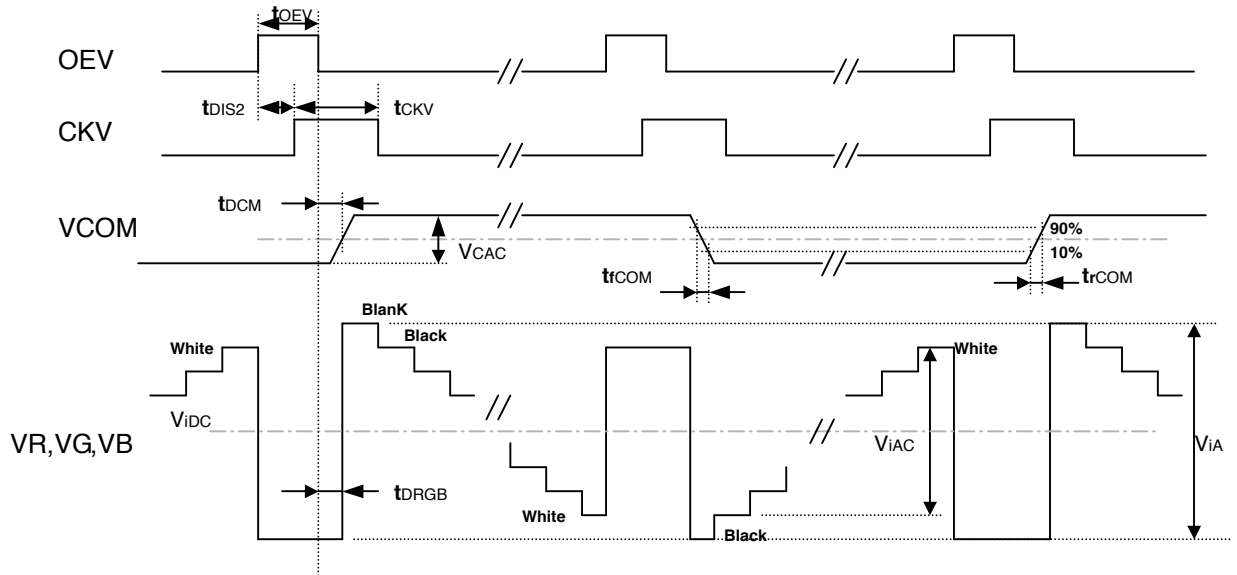 tOEV
OEV
tDIS2
tCKV
CKV
tDCM
VCOM
VCAC
90%
10%
tfCOM
trCOM
BlanK
Black
White
White
ViDC
VR,VG,VB
ViAC
ViA
tDRGB
White
Black